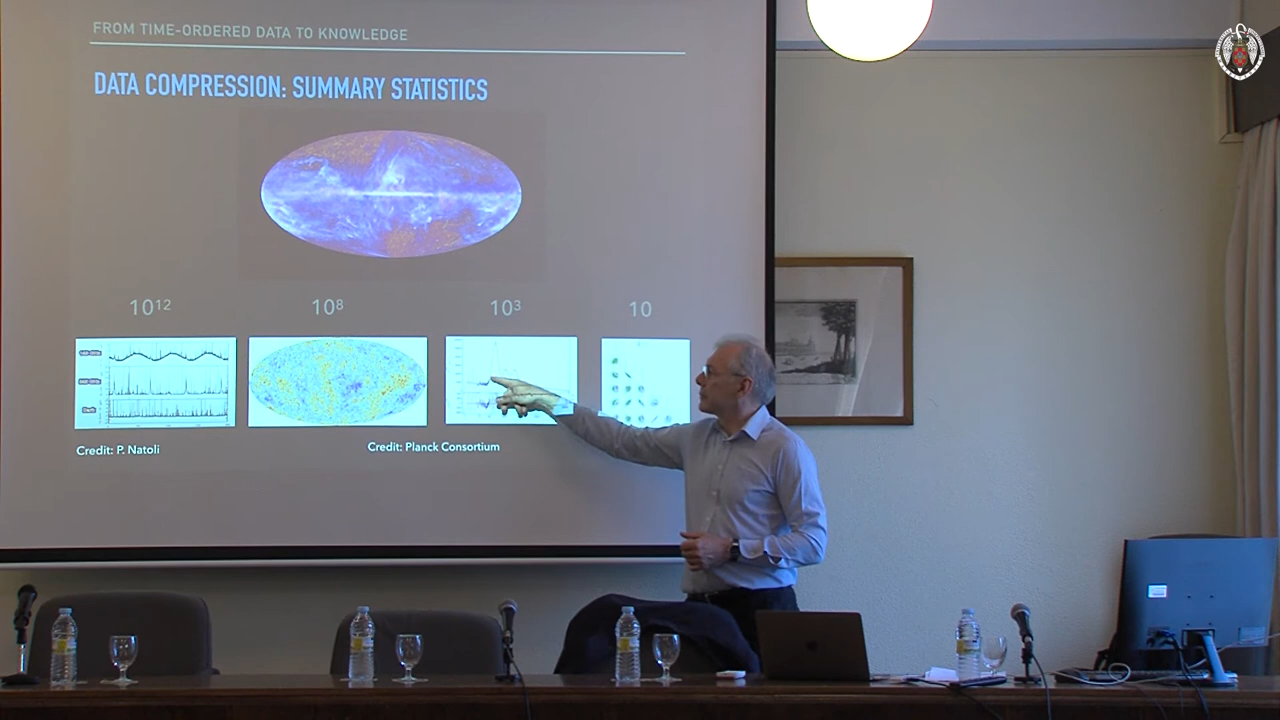 FROM TIME-ORDERED DATA TO KNOWLEDGE
DATA COMPRESSION: SUMMARY STATISTICS
10¹²
10⁸
10³
10
Credit: P. Natoli
Credit: Planck Consortium